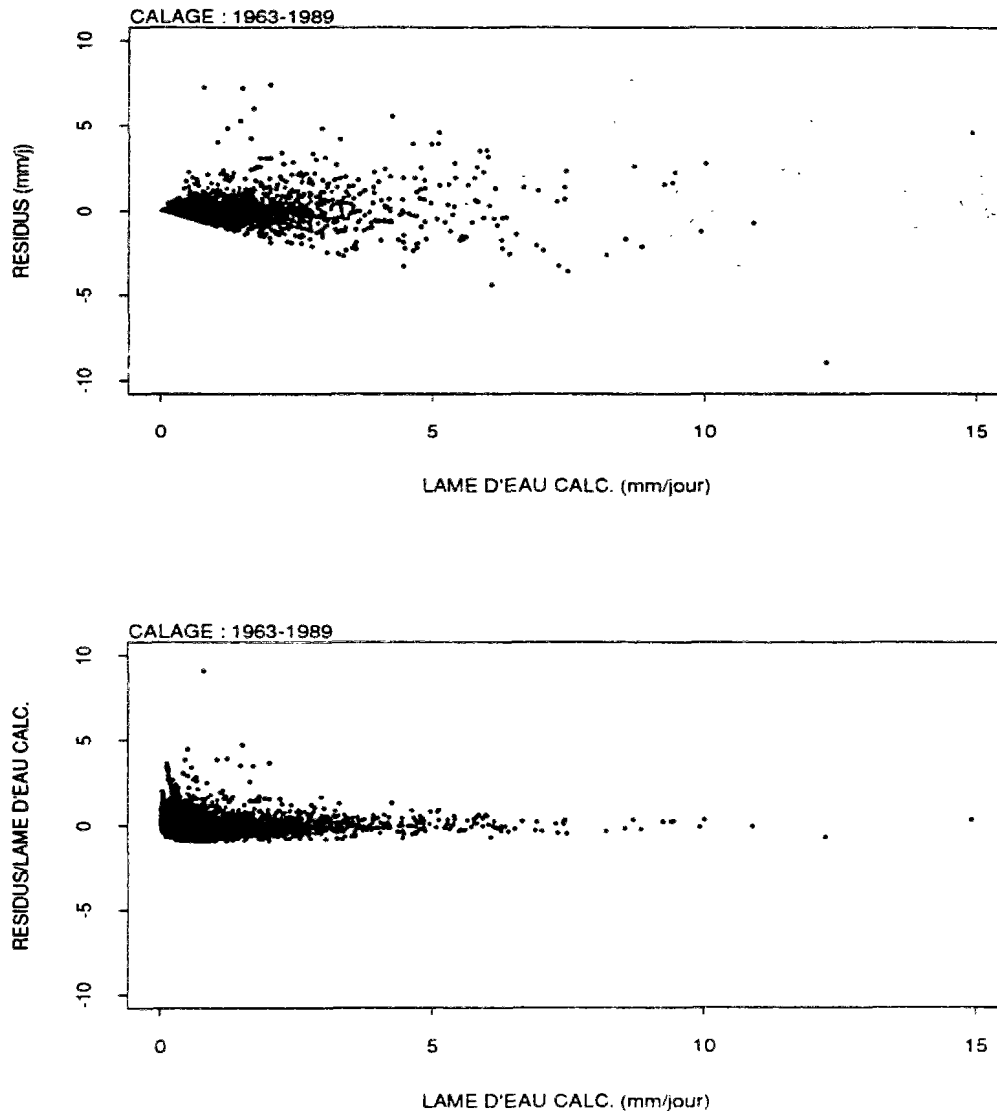 CALAGE : 1963-1989
10
5
0
-5
-10
RESIDUS (mm/j)
0 5 10 15
LAME D'EAU CALC. (mm/jour)
CALAGE : 1963-1989
10
5
0
-5
-10
RESIDUS/LAME D'EAU CALC.
0 5 10 15
LAME D'EAU CALC. (mm/jour)